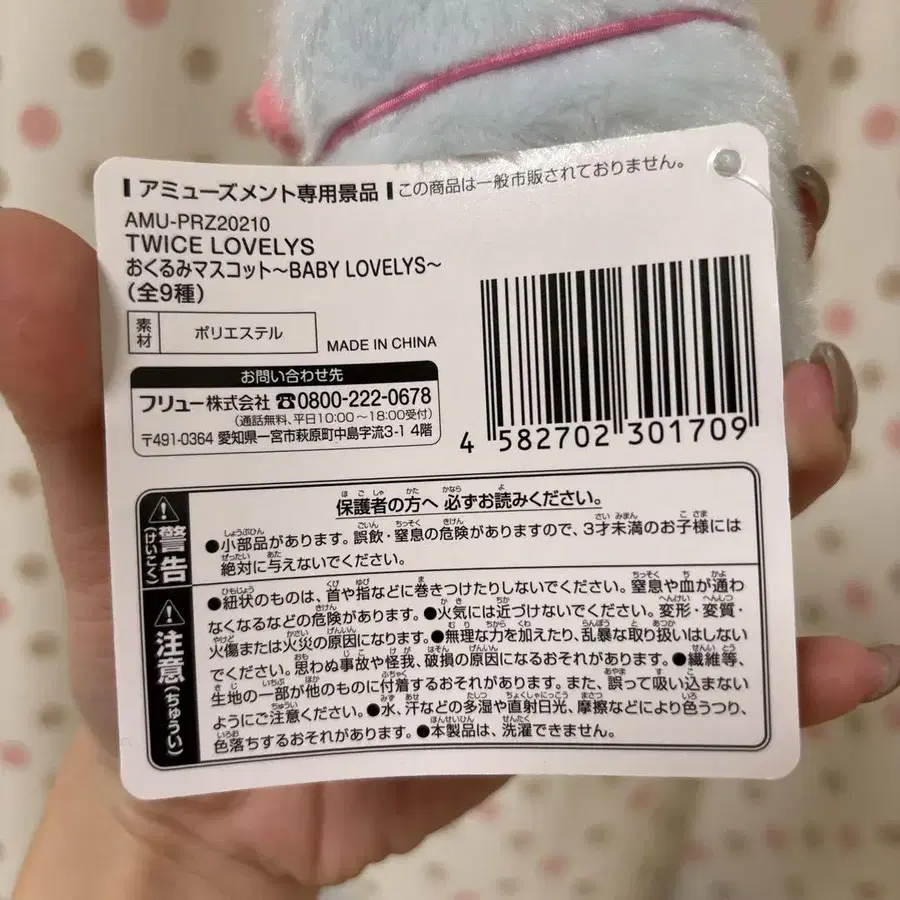 アミューズメント専用景品 この商品は一般市販されておりません。
AMU-PRZ20210
TWICE LOVELYS
おくるみマスコット〜BABY LOVELYS〜
(全9種)
素材 ポリエステル
MADE IN CHINA
お問い合わせ先
フリュー株式会社 ☎0800-222-0678
(通話無料、平日10:00〜18:00受付)
〒491-0364 愛知県一宮市萩原町中島字流3-1 4階
4 582702 301709
保護者の方へ 必ずお読みください。
警告(けいこく)
●小部品があります。誤飲・窒息の危険がありますので、3才未満のお子様には
絶対に与えないでください。
注意(ちゅうい)
●紐状のものは、首や指などに巻きつけたりしないでください。窒息や血が通わ
なくなるなどの危険があります。●火気には近づけないでください。変形・変質・
火傷または火災の原因になります。●無理な力を加えたり、乱暴な取り扱いはしない
でください。思わぬ事故や怪我、破損の原因になるおそれがあります。●繊維等、
生地の一部が他のものに付着するおそれがあります。また、誤って吸い込まない
ようにご注意ください。●水、汗などの多湿や直射日光、摩擦などにより色うつり、
色落ちするおそれがあります。●本製品は、洗濯できません。